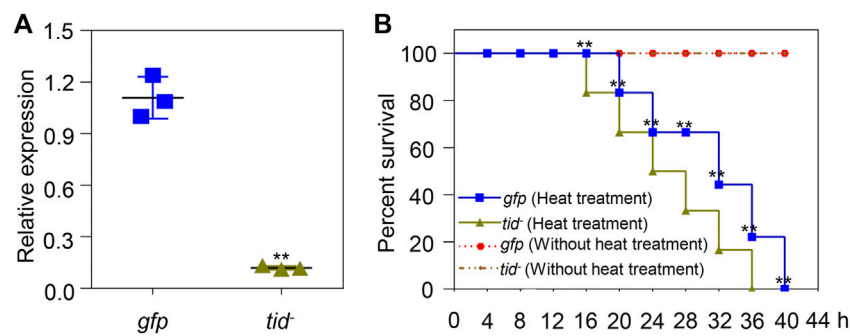 A
Relative expression
1.5
1.2
0.9
0.6
0.3
0.0
**
gfp
tid-
B
Percent survival
100
80
60
40
20
0
**
**
**
**
**
**
**
gfp (Heat treatment)
tid- (Heat treatment)
gfp (Without heat treatment)
tid- (Without heat treatment)
0 4 8 12 16 20 24 28 32 36 40 44 h